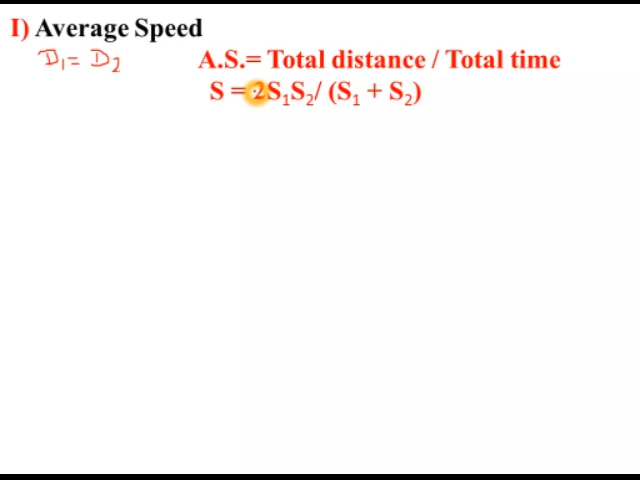 I) Average Speed
D₁ = D₂ A.S.= Total distance / Total time
S = 2S₁S₂/ (S₁ + S₂)